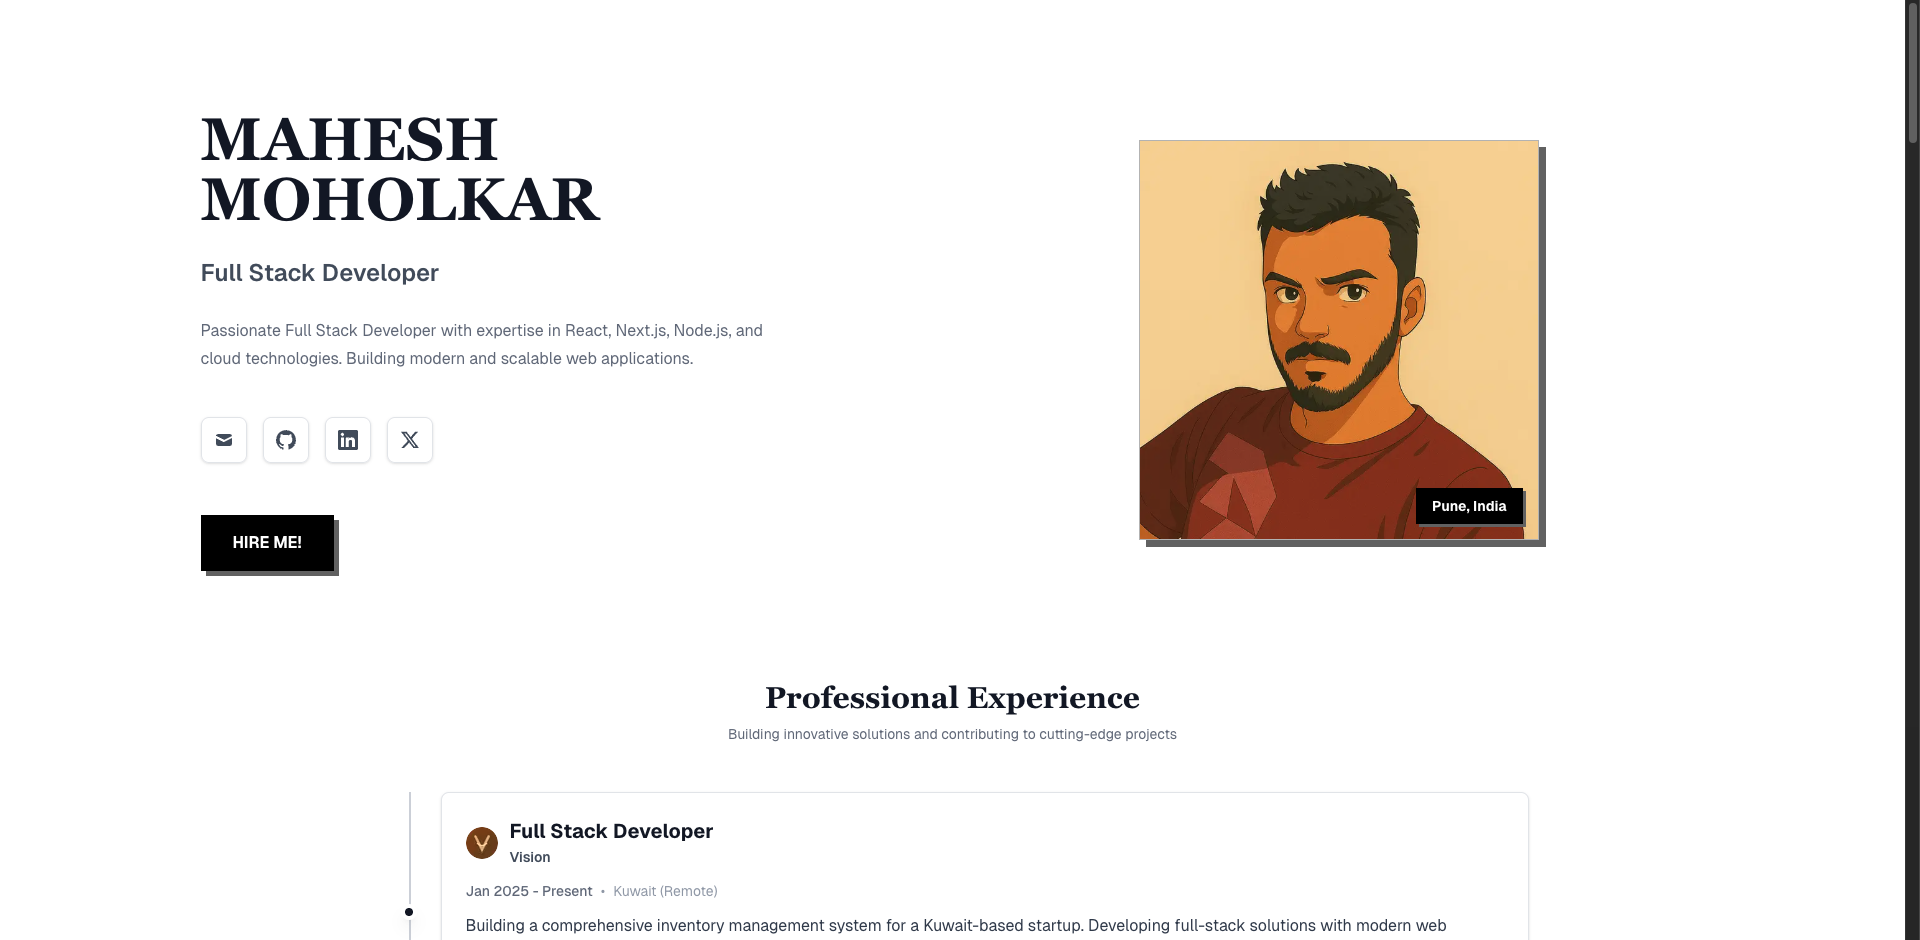 MAHESH
MOHOLKAR
Full Stack Developer
Passionate Full Stack Developer with expertise in React, Next.js, Node.js, and
cloud technologies. Building modern and scalable web applications.
in
X
HIRE ME!
Pune, India
Professional Experience
Building innovative solutions and contributing to cutting-edge projects
Full Stack Developer
Vision
Jan 2025 - Present • Kuwait (Remote)
Building a comprehensive inventory management system for a Kuwait-based startup. Developing full-stack solutions with modern web